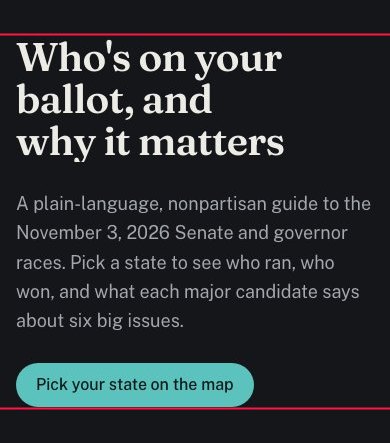 Who's on your
ballot, and
why it matters
A plain-language, nonpartisan guide to the
November 3, 2026 Senate and governor
races. Pick a state to see who ran, who
won, and what each major candidate says
about six big issues.
Pick your state on the map